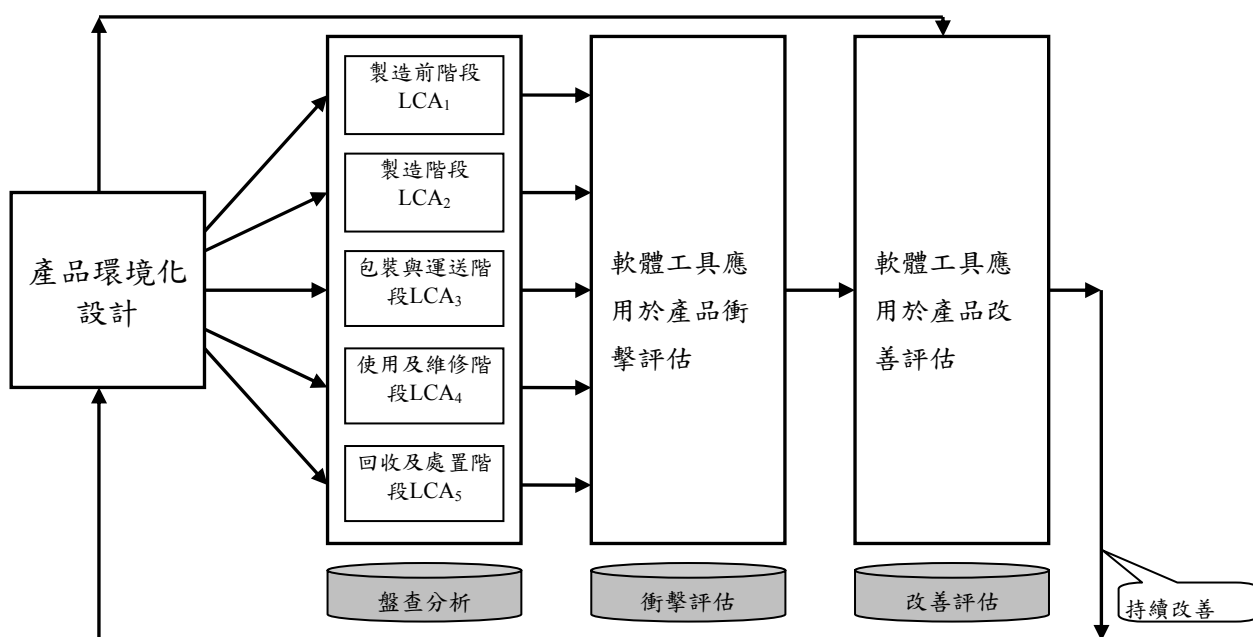 產品環境化
設計
製造前階段
LCA₁
製造階段
LCA₂
包裝與運送階
段LCA₃
使用及維修階
段LCA₄
回收及處置階
段LCA₅
軟體工具應
用於產品衝
擊評估
軟體工具應
用於產品改
善評估
盤查分析
衝擊評估
改善評估
持續改善